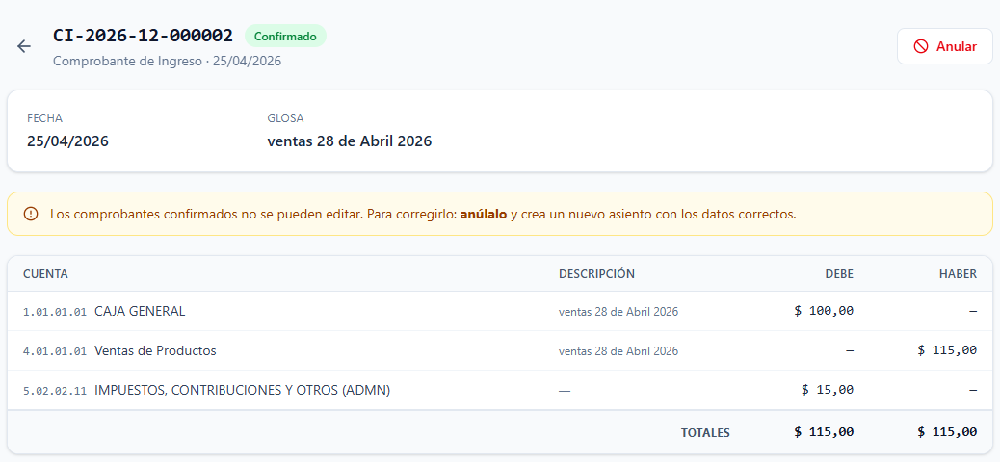 CI-2026-12-000002 Confirmado
Comprobante de Ingreso · 25/04/2026
Anular
FECHA GLOSA
25/04/2026 ventas 28 de Abril 2026
Los comprobantes confirmados no se pueden editar. Para corregirlo: anúlalo y crea un nuevo asiento con los datos correctos.
CUENTA DESCRIPCIÓN DEBE HABER
1.01.01.01 CAJA GENERAL ventas 28 de Abril 2026 $ 100,00 —
4.01.01.01 Ventas de Productos ventas 28 de Abril 2026 — $ 115,00
5.02.02.11 IMPUESTOS, CONTRIBUCIONES Y OTROS (ADMN) — $ 15,00 —
TOTALES $ 115,00 $ 115,00